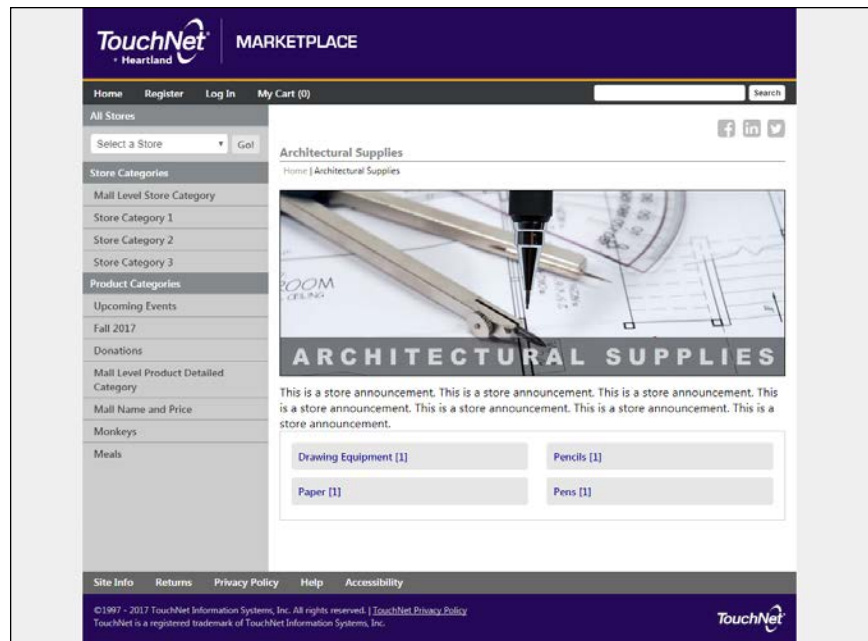 TouchNet
Heartland
MARKETPLACE
Home Register Log In My Cart (0) Search
All Stores
Select a Store Go!
Store Categories
Mall Level Store Category
Store Category 1
Store Category 2
Store Category 3
Product Categories
Upcoming Events
Fall 2017
Donations
Mall Level Product Detailed
Category
Mall Name and Price
Monkeys
Meals
Architectural Supplies
Home | Architectural Supplies
ROOM
CEILING
ARCHITECTURAL SUPPLIES
This is a store announcement. This is a store announcement. This is a store announcement. This
is a store announcement. This is a store announcement. This is a store announcement. This is a
store announcement.
Drawing Equipment [1] Pencils [1]
Paper [1] Pens [1]
Site Info Returns Privacy Policy Help Accessibility
©1997 - 2017 TouchNet Information Systems, Inc. All rights reserved. | TouchNet Privacy Policy
TouchNet is a registered trademark of TouchNet Information Systems, Inc.
TouchNet